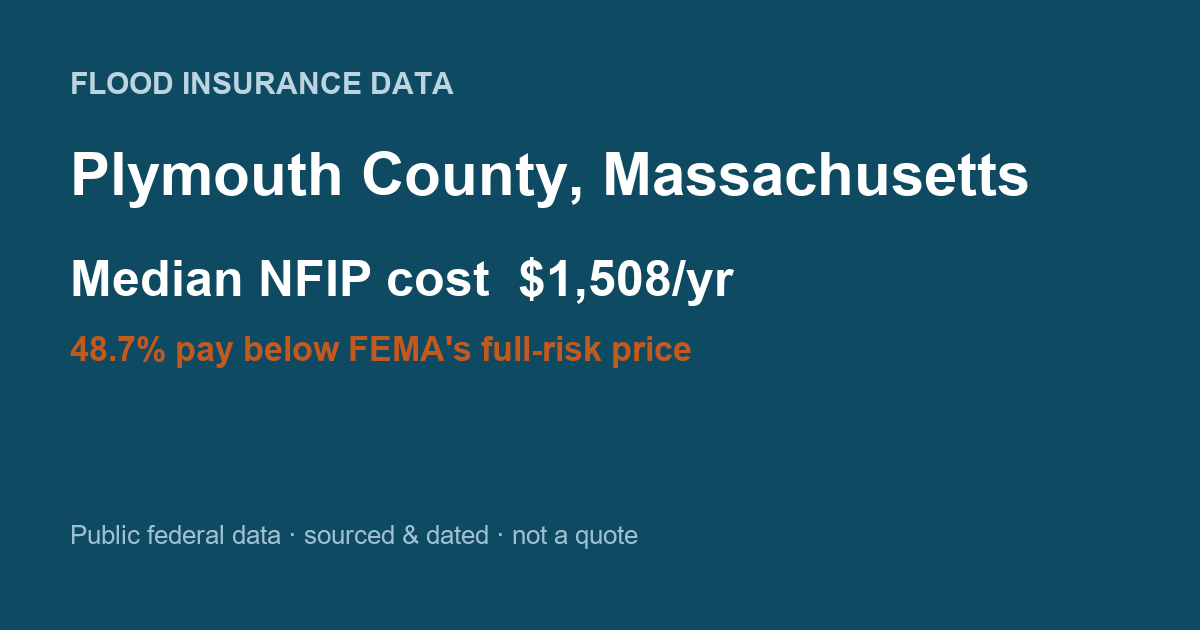 FLOOD INSURANCE DATA
Plymouth County, Massachusetts
Median NFIP cost  $1,508/yr
48.7% pay below FEMA's full-risk price
Public federal data · sourced & dated · not a quote